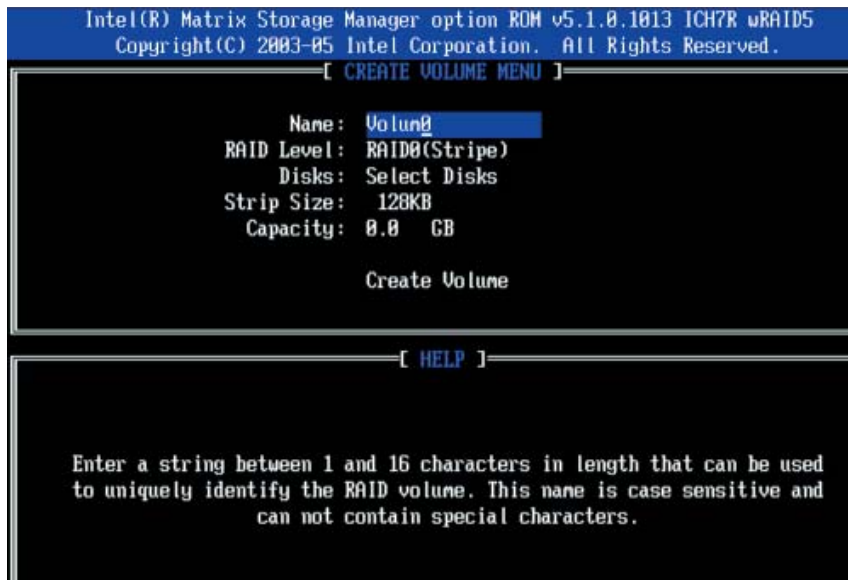 Intel(R) Matrix Storage Manager option ROM v5.1.0.1013 ICH7R wRAID5
Copyright(C) 2003-05 Intel Corporation. All Rights Reserved.
[ CREATE VOLUME MENU ]
Name: Volum0
RAID Level: RAID0(Stripe)
Disks: Select Disks
Strip Size: 128KB
Capacity: 0.0 GB
Create Volume
[ HELP ]
Enter a string between 1 and 16 characters in length that can be used
to uniquely identify the RAID volume. This name is case sensitive and
can not contain special characters.